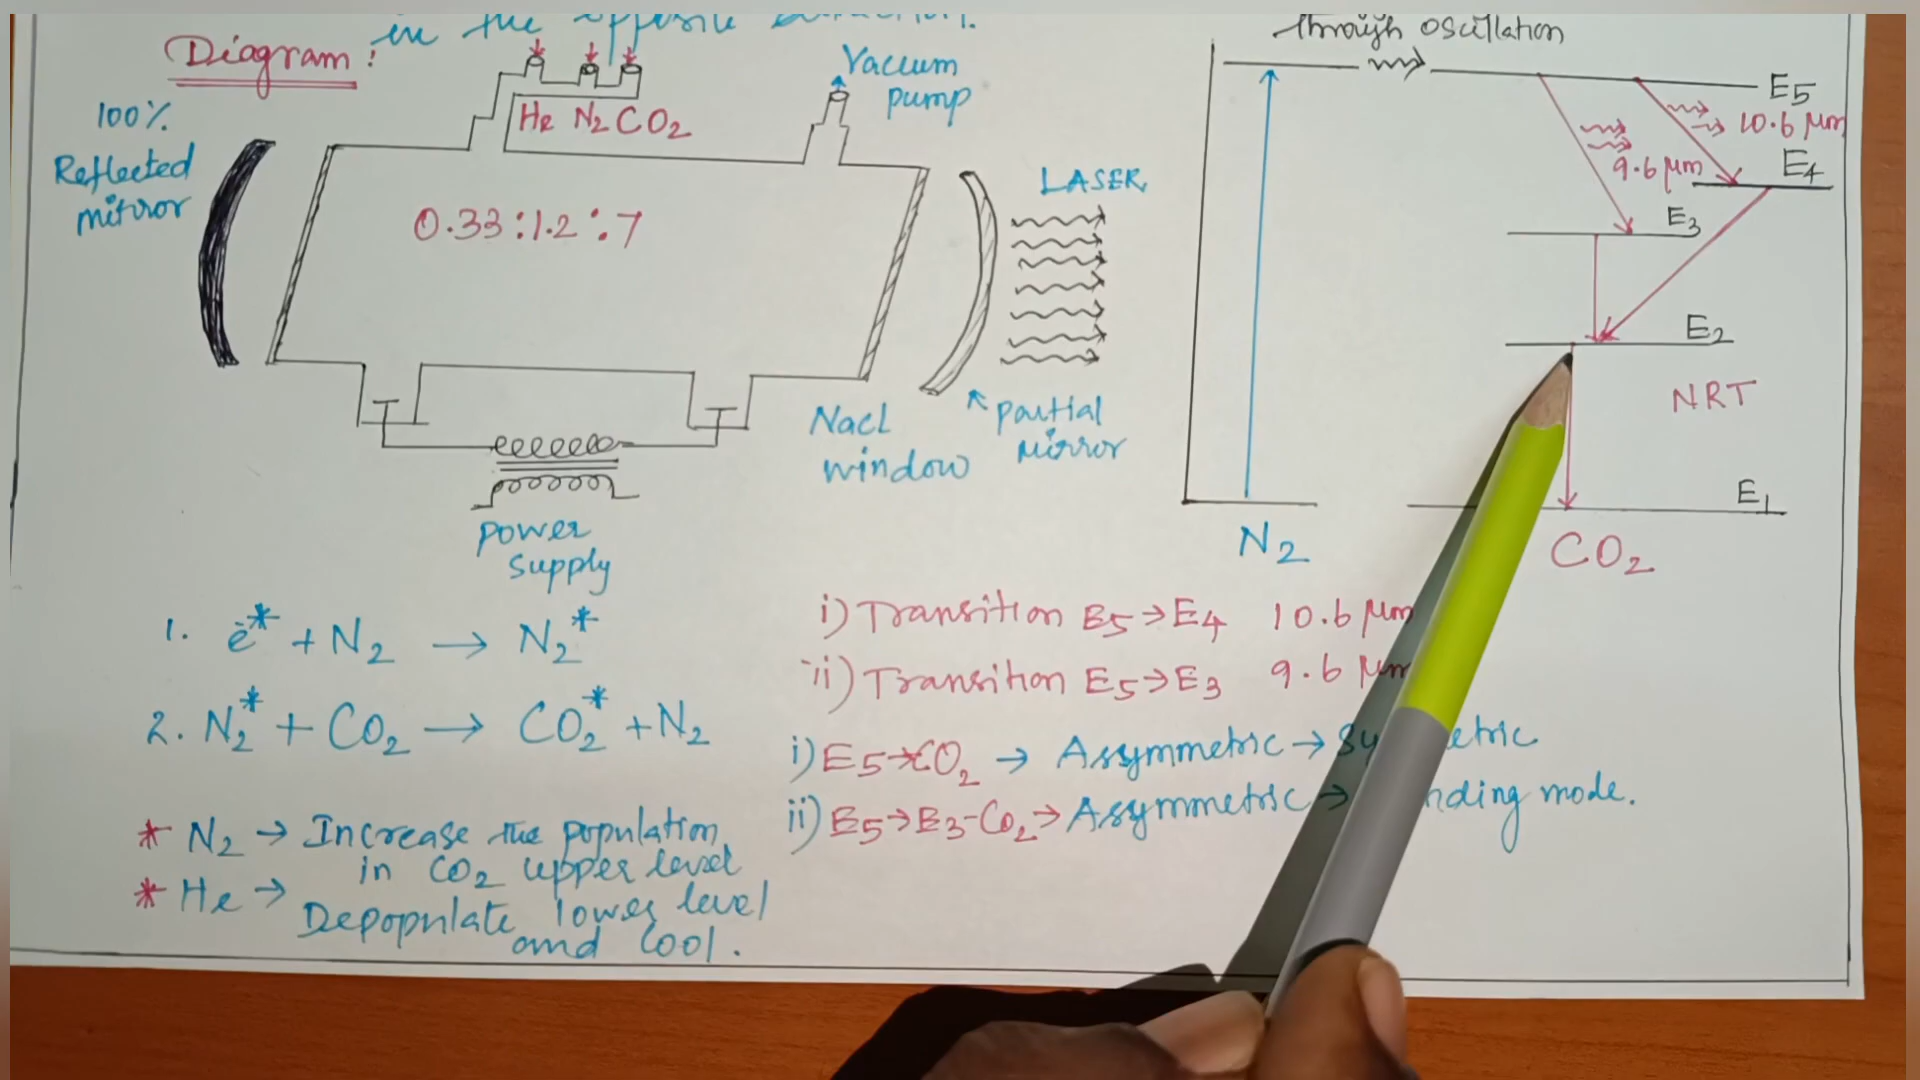 in the opposite direction.
Diagram:
100%
Reflected
mirror
He N2 CO2
Vaccum
pump
0.33:1.2:7
LASER
Nacl
window
partial
mirror
power
supply
through oscillation
E5
10.6 μm
9.6 μm
E4
E3
E2
NRT
E1
N2
CO2
1. e* + N2 → N2*
2. N2* + CO2 → CO2* + N2
* N2 → Increase the population
in CO2 upper level
* He → Depopulate lower level
and cool.
i) Transition E5→E4 10.6 μm
ii) Transition E5→E3 9.6 μm
i) E5→CO2 → Assymmetric →
ii) E5→E3-CO2→ Asymmetric→ mode.